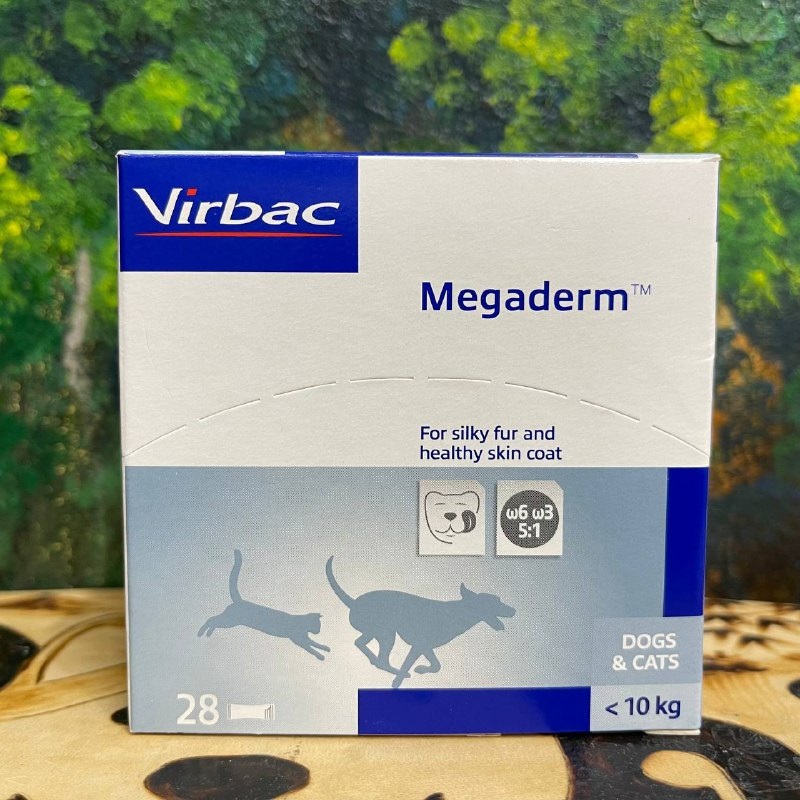 Virbac
Megaderm™
For silky fur and
healthy skin coat
ω6 ω3
5:1
DOGS
& CATS
28
< 10 kg